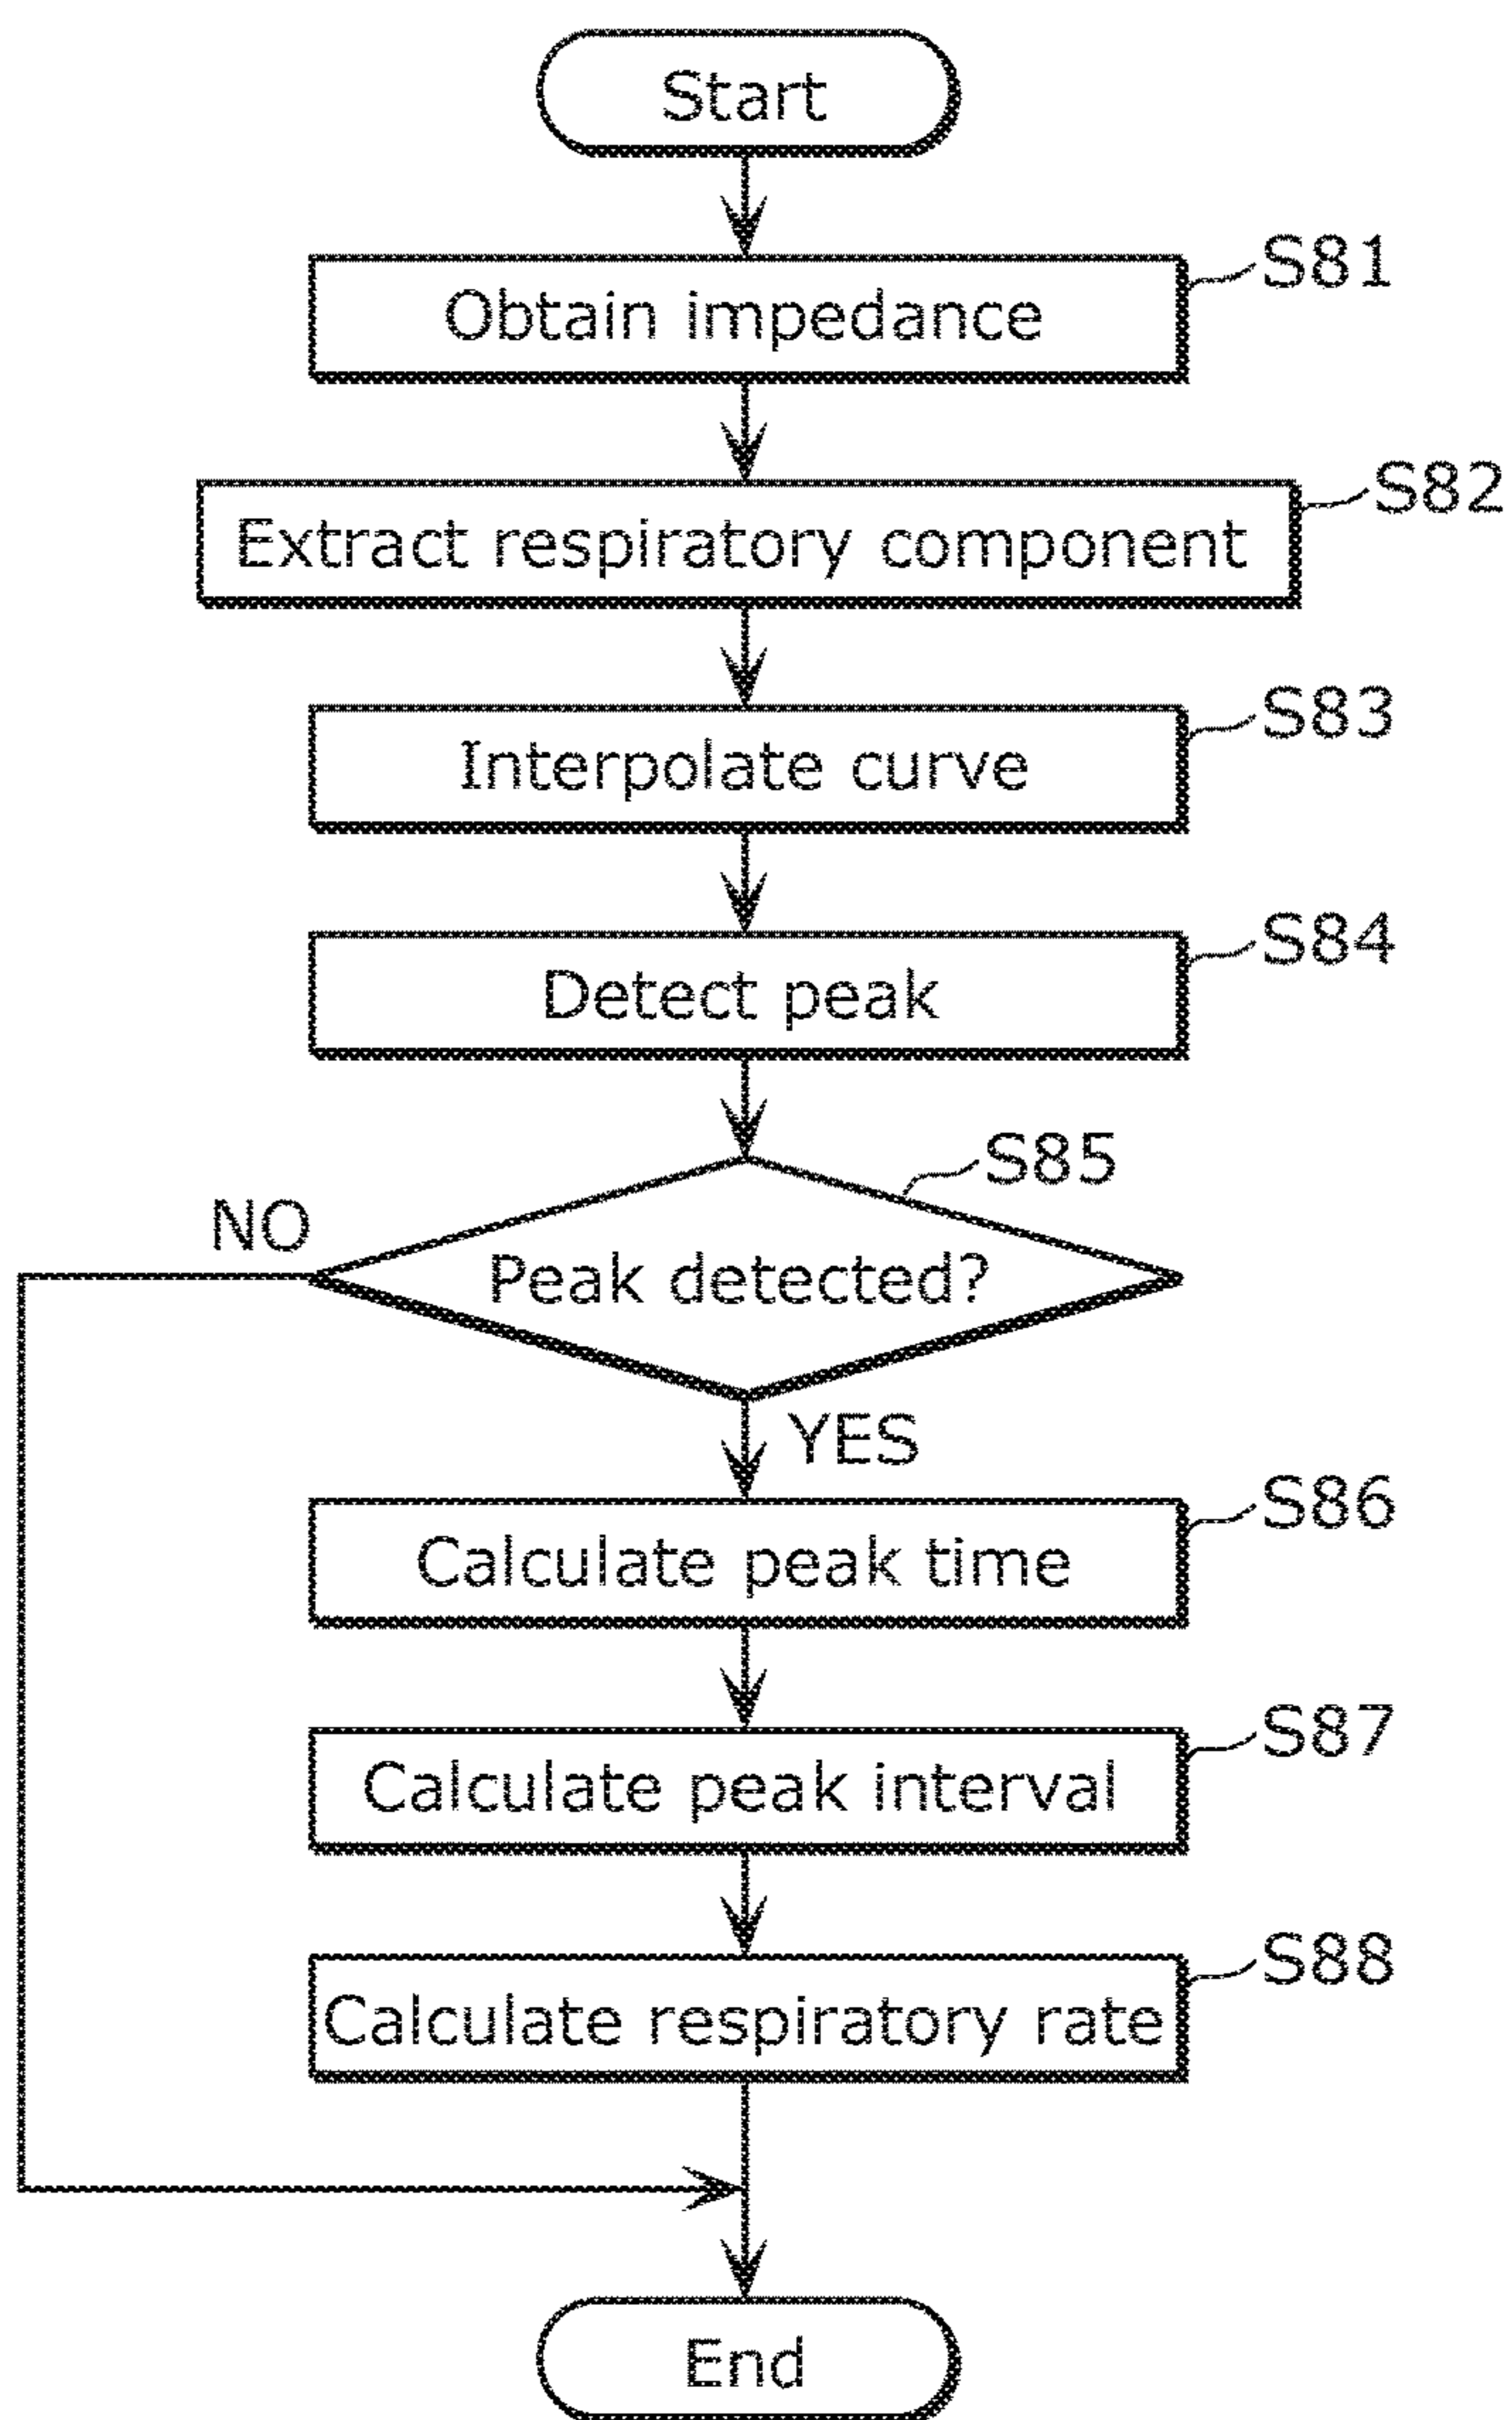 Start
Obtain impedance
S81
Extract respiratory component
S82
Interpolate curve
S83
Detect peak
S84
Peak detected?
S85
NO
YES
Calculate peak time
S86
Calculate peak interval
S87
Calculate respiratory rate
S88
End